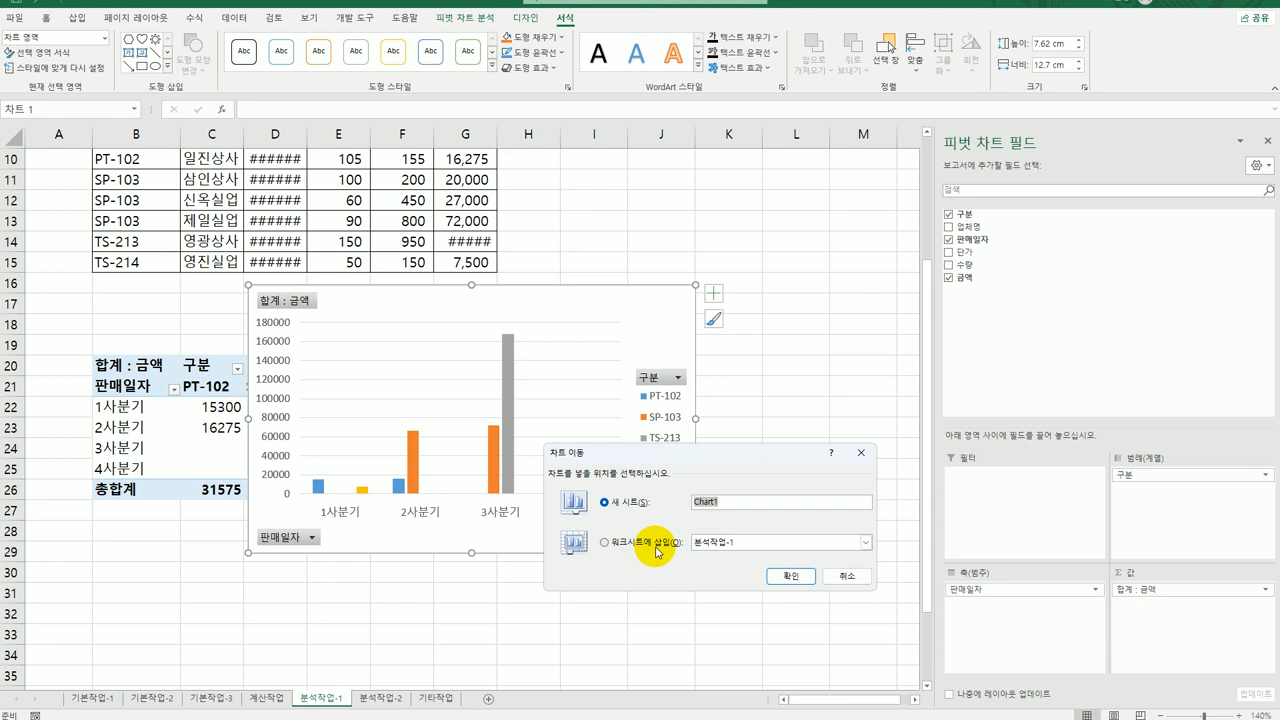 파일 홈 삽입 페이지 레이아웃 수식 데이터 검토 보기 개발 도구 도움말 피벗 차트 분석 디자인 서식 공유
차트 영역
선택 영역 서식
스타일에 맞게 다시 설정
현재 선택 영역
도형 모양
변경
도형 삽입
Abc Abc Abc Abc Abc Abc Abc
도형 채우기
도형 윤곽선
도형 효과
도형 스타일
A A A
텍스트 채우기
텍스트 윤곽선
텍스트 효과
WordArt 스타일
앞으로
가져오기
뒤로
보내기
선택 창
맞춤
그룹
화
회전
정렬
높이: 7.62 cm
너비: 12.7 cm
크기
차트 1
fx
A B C D E F G H I J K L M
10 PT-102 일진상사 ###### 105 155 16,275
11 SP-103 삼인상사 ###### 100 200 20,000
12 SP-103 신옥실업 ###### 60 450 27,000
13 SP-103 제일실업 ###### 90 800 72,000
14 TS-213 영광상사 ###### 150 950 #####
15 TS-214 영진실업 ###### 50 150 7,500
16
17
18
19
20 합계 : 금액 구분
21 판매일자 PT-102
22 1사분기 15300
23 2사분기 16275
24 3사분기
25 4사분기
26 총합계 31575
27
28
29
30
31
32
33
34
35
합계 : 금액
180000
160000
140000
120000
100000
80000
60000
40000
20000
0
1사분기 2사분기 3사분기
판매일자
구분
PT-102
SP-103
TS-213
차트 이동 ?
차트를 넣을 위치를 선택하십시오.
새 시트(S): Chart1
워크시트에 삽입(O): 분석작업-1
확인 취소
피벗 차트 필드
보고서에 추가할 필드 선택:
검색
구분
업체명
판매일자
단가
수량
금액
아래 영역 사이에 필드를 끌어 놓으십시오.
필터 범례(계열)
구분
축(범주) Σ 값
판매일자 합계 : 금액
나중에 레이아웃 업데이트 업데이트
기본작업-1 기본작업-2 기본작업-3 계산작업 분석작업-1 분석작업-2 기타작업
준비 140%